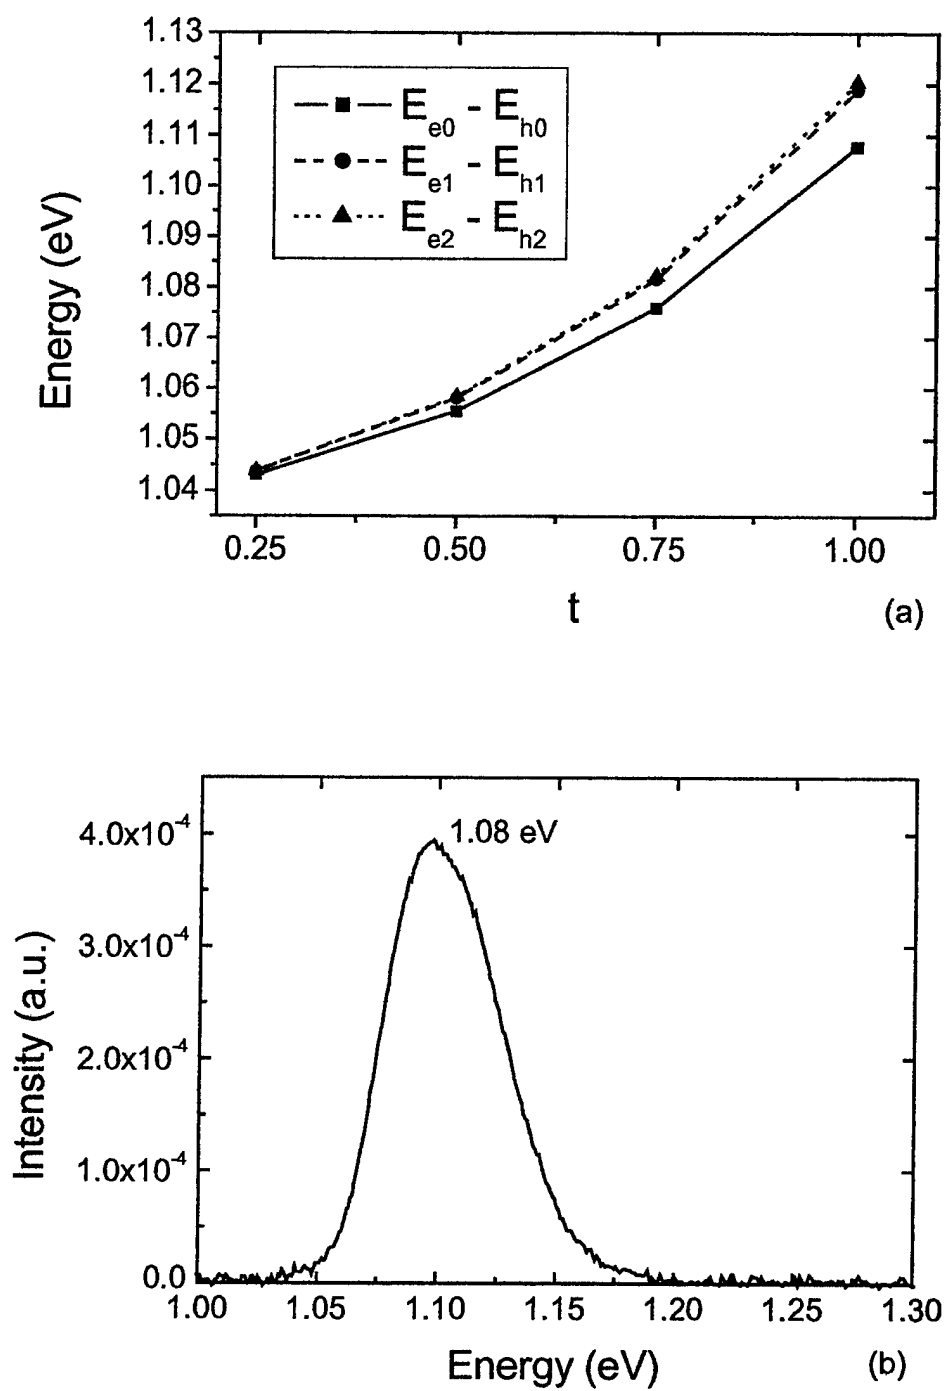 1.13
1.12
1.11
1.10
1.09
1.08
1.07
1.06
1.05
1.04
Energy (eV)
E_e0 - E_h0
E_e1 - E_h1
E_e2 - E_h2
0.25 0.50 0.75 1.00
t
(a)
4.0x10^-4
3.0x10^-4
2.0x10^-4
1.0x10^-4
0.0
Intensity (a.u.)
1.08 eV
1.00 1.05 1.10 1.15 1.20 1.25 1.30
Energy (eV)
(b)